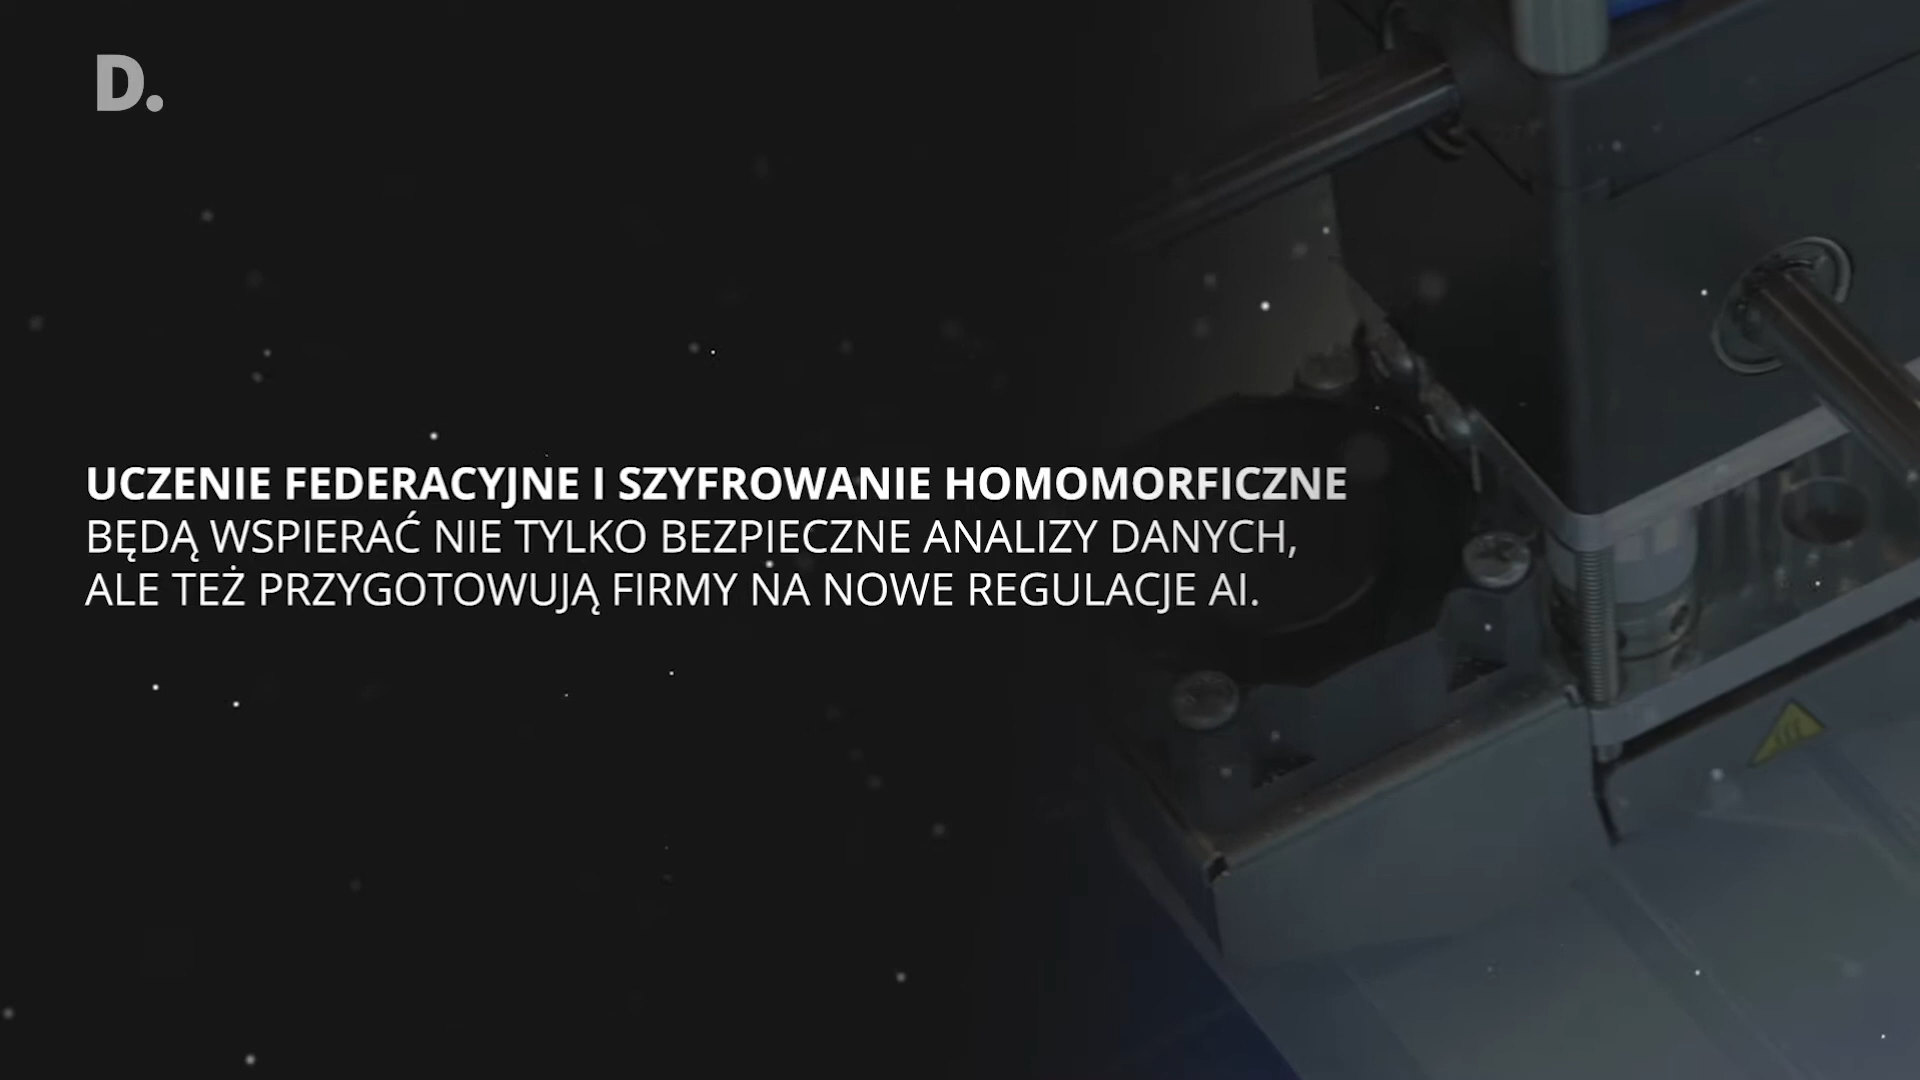 D.
UCZENIE FEDERACYJNE I SZYFROWANIE HOMOMORFICZNE
BĘDĄ WSPIERAĆ NIE TYLKO BEZPIECZNE ANALIZY DANYCH,
ALE TEŻ PRZYGOTOWUJĄ FIRMY NA NOWE REGULACJE AI.